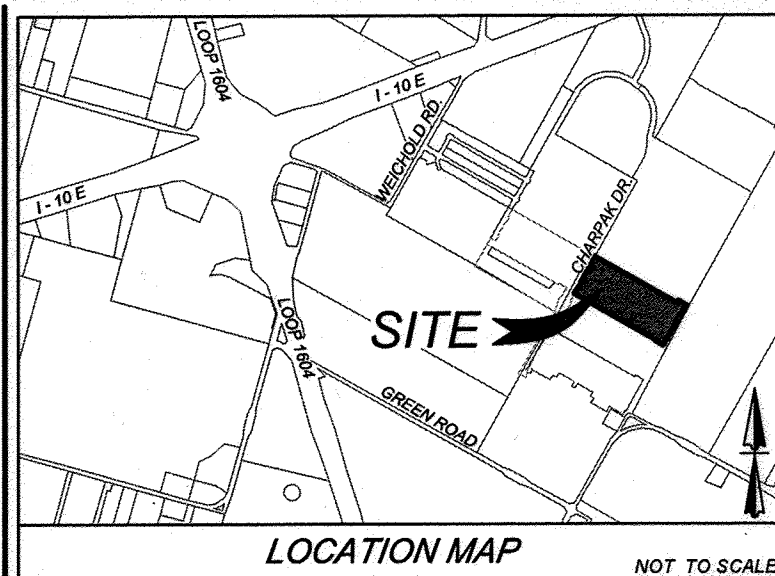 LOOP 1604
I - 10 E
WEICHOLD RD.
I - 10 E
CHARPAK DR.
SITE
LOOP 1604
GREEN ROAD
LOCATION MAP
NOT TO SCALE